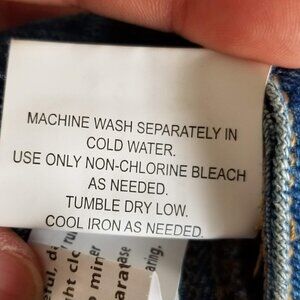 MACHINE WASH SEPARATELY IN
COLD WATER.
USE ONLY NON-CHLORINE BLEACH
AS NEEDED.
TUMBLE DRY LOW.
COOL IRON AS NEEDED.